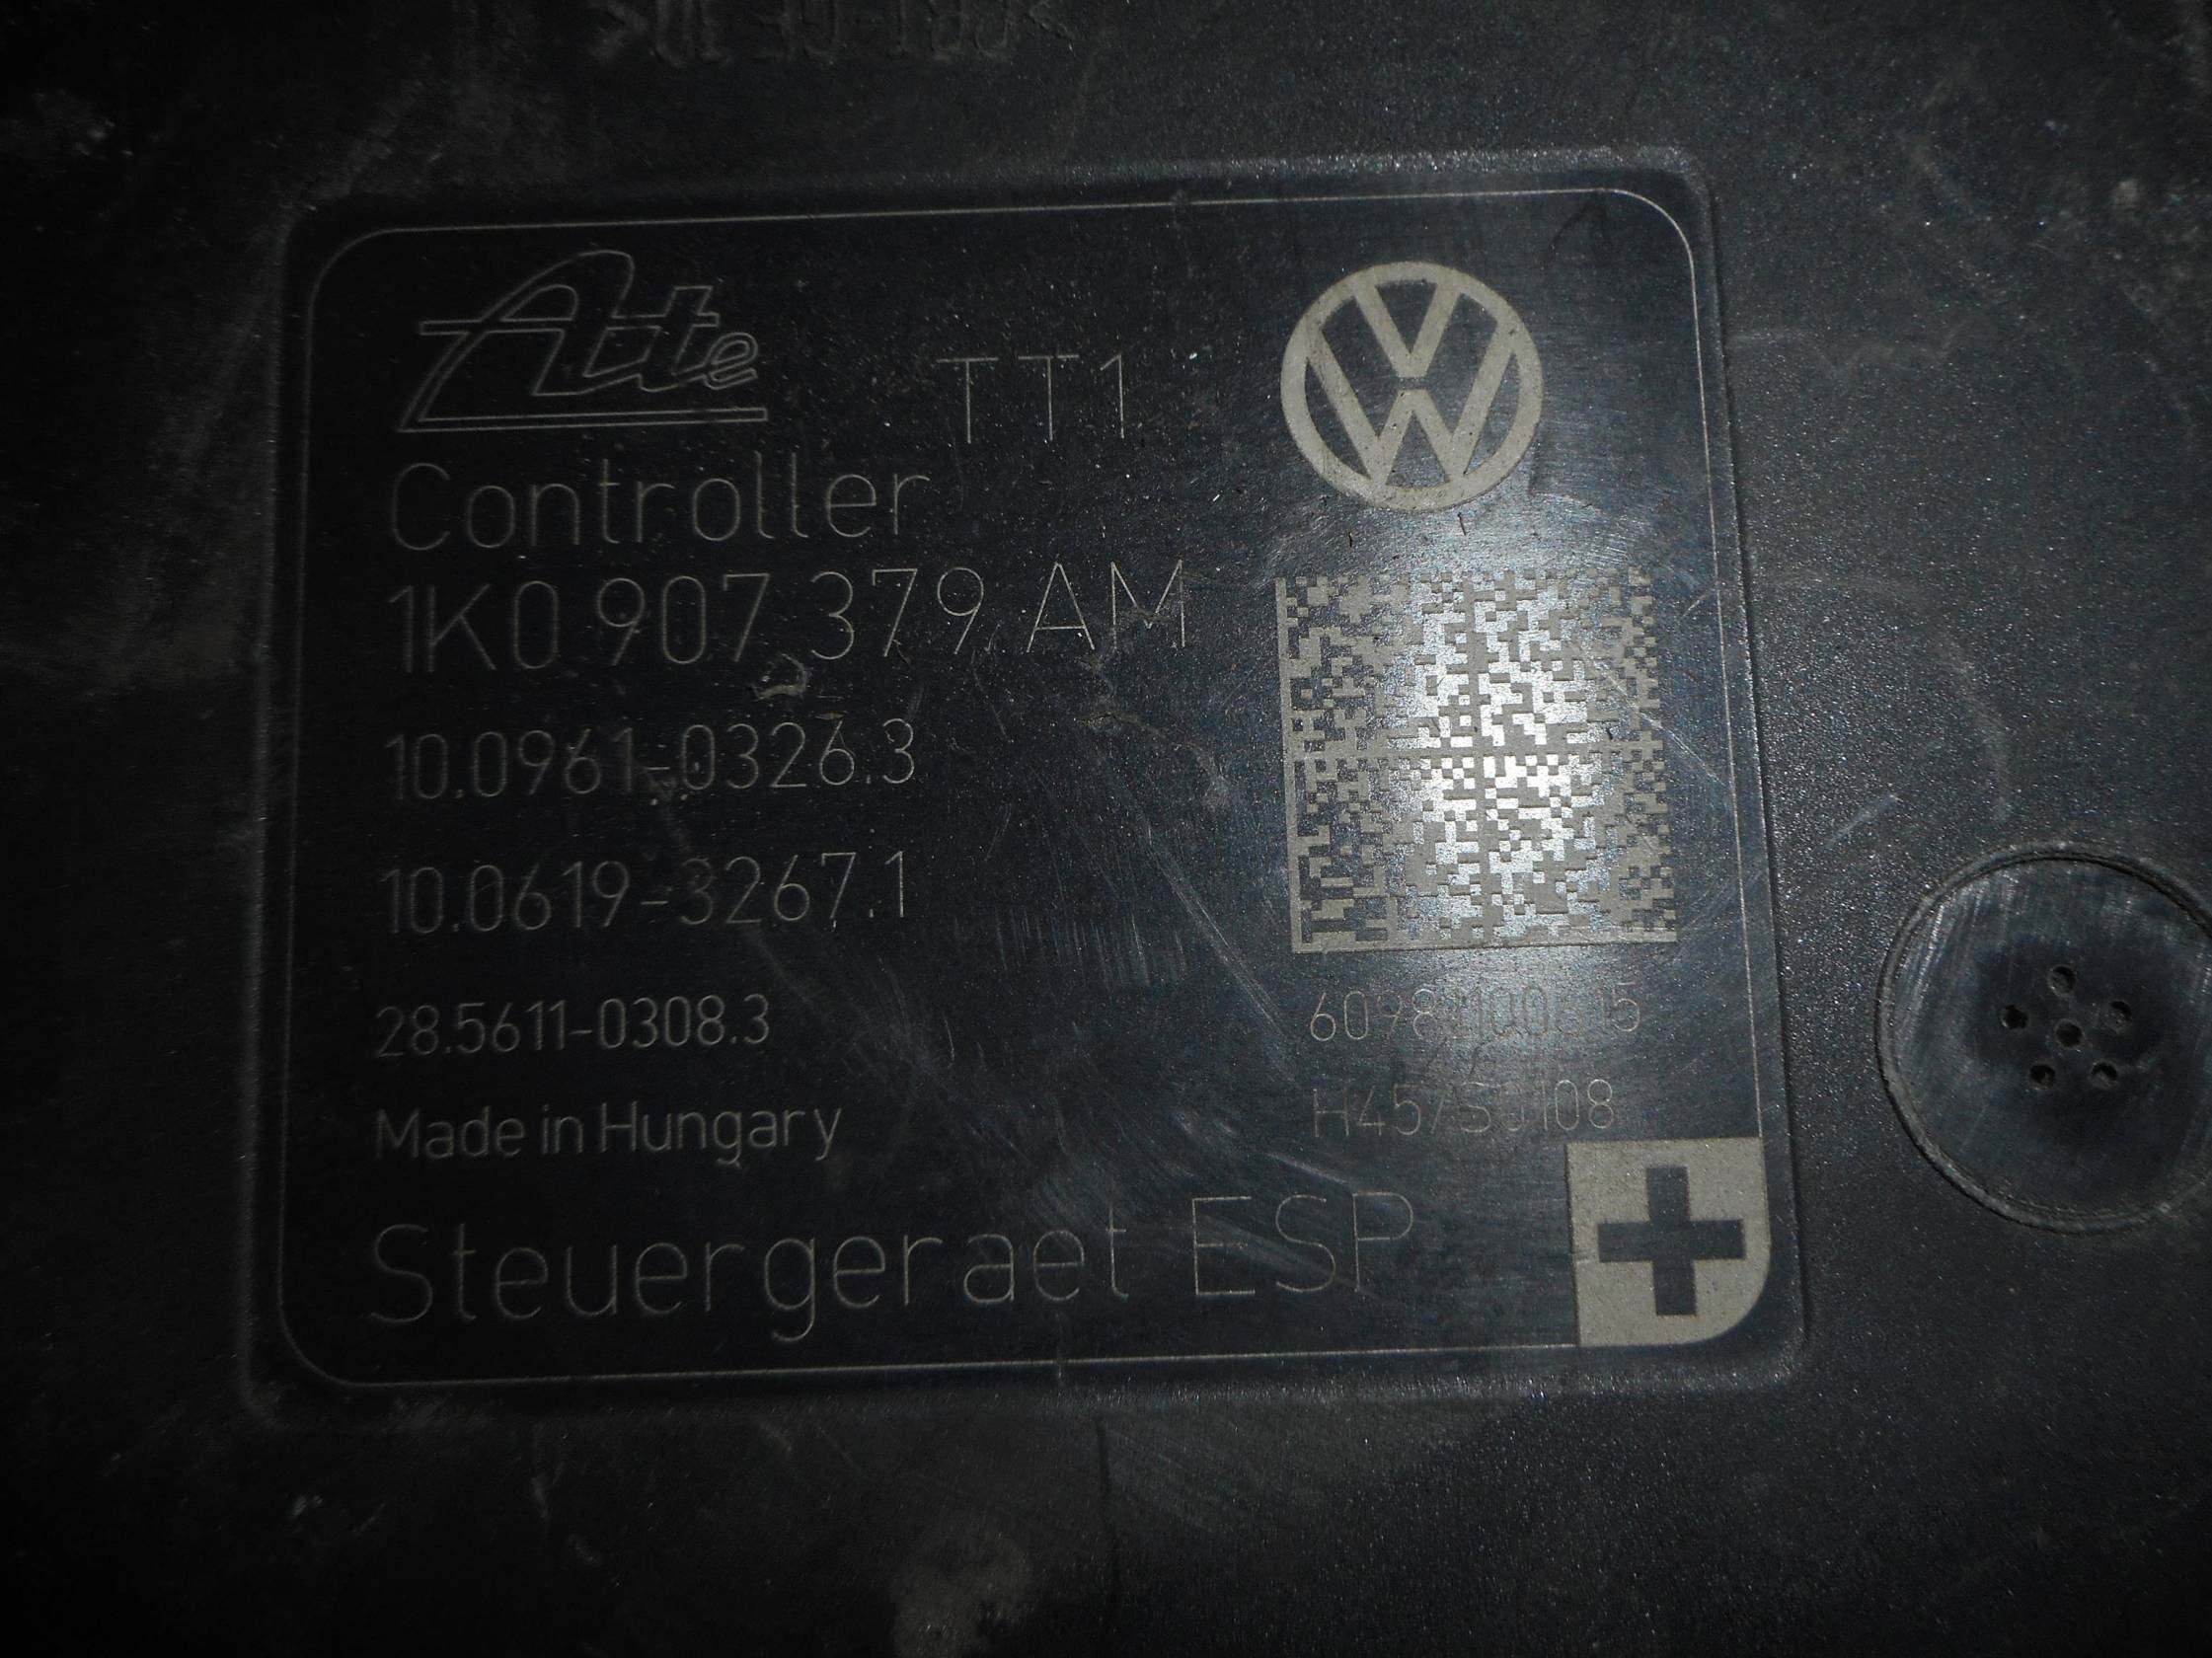 Ate TT1
Controller
1K0 907 379 AM
10.0961-0326.3
10.0619-3267.1
28.5611-0308.3
Made in Hungary
Steuergeraet ESP